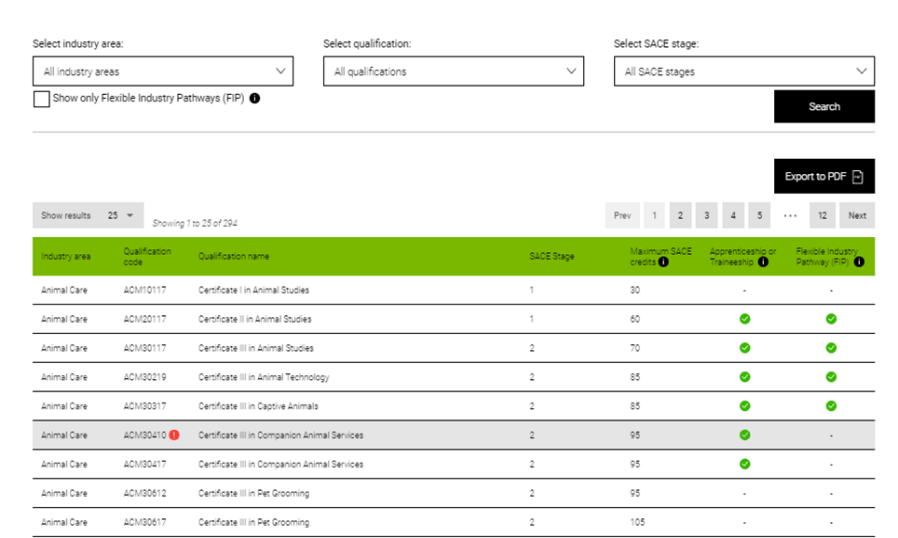 Select industry area:
Select qualification:
Select SACE stage:
All industry areas
All qualifications
All SACE stages
Show only Flexible Industry Pathways (FIP)
Search
Export to PDF
Show results 25
Showing 1 to 25 of 294
Prev 1 2 3 4 5 ... 12 Next
Industry area
Qualification code
Qualification name
SACE Stage
Maximum SACE credits
Apprenticeship or Traineeship
Flexible Industry Pathway (FIP)
Animal Care ACM10117 Certificate I in Animal Studies 1 30 - -
Animal Care ACM20117 Certificate II in Animal Studies 1 60
Animal Care ACM30117 Certificate III in Animal Studies 2 70
Animal Care ACM30219 Certificate III in Animal Technology 2 85
Animal Care ACM30317 Certificate III in Captive Animals 2 85
Animal Care ACM30410 Certificate III in Companion Animal Services 2 95 -
Animal Care ACM30417 Certificate III in Companion Animal Services 2 95 -
Animal Care ACM30612 Certificate III in Pet Grooming 2 95 - -
Animal Care ACM30617 Certificate III in Pet Grooming 2 105 - -